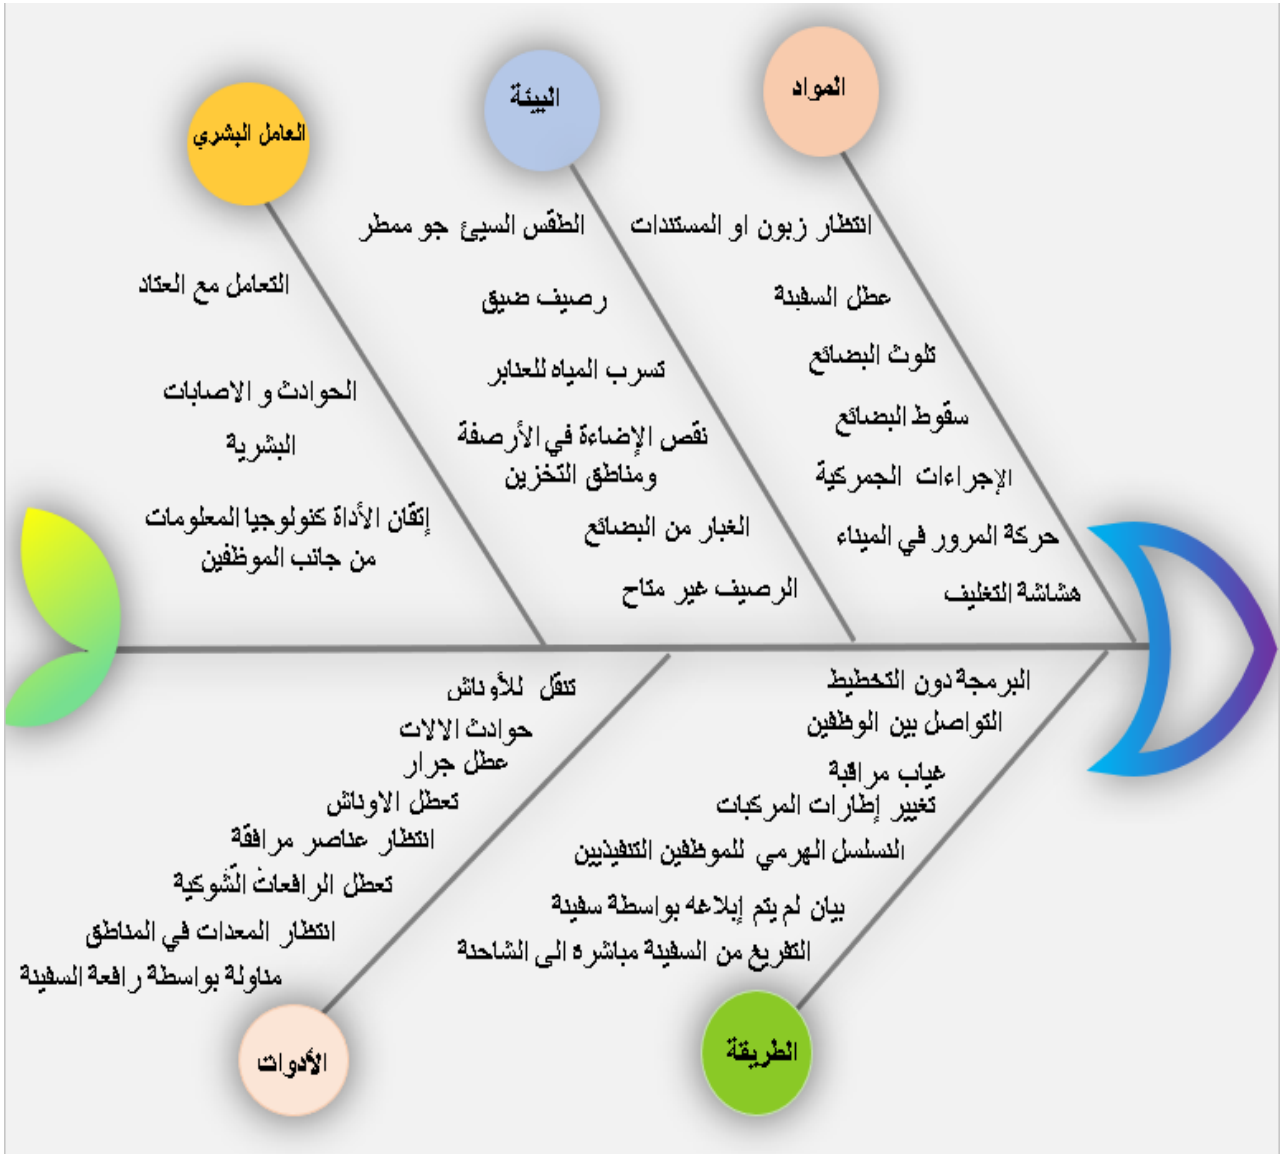 المواد
انتظار زبون او المستندات
عطل السفينة
تلوث البضائع
سقوط البضائع
الإجراءات الجمركية
حركة المرور في الميناء
هشاشة التغليف
البيئة
الطقس السيئ جو ممطر
رصيف ضيق
تسرب المياه للعنابر
نقص الإضاءة في الأرصفة
ومناطق التخزين
الغبار من البضائع
الرصيف غير متاح
العامل البشري
التعامل مع العتاد
الحوادث و الاصابات
البشرية
إتقان الأداة كنولوجيا المعلومات
من جانب الموظفين
البرمجة دون التخطيط
التواصل بين الوظفين
غياب مراقبة
تغيير إطارات المركبات
التسلسل الهرمي للموظفين التنفيذيين
بيان لم يتم إبلاغه بواسطة سفينة
التفريغ من السفينة مباشره الى الشاحنة
الطريقة
تنقل للأوناش
حوادث الالات
عطل جرار
تعطل الاوناش
انتظار عناصر مرافقة
تعطل الرافعات الشوكية
انتظار المعدات في المناطق
مناولة بواسطة رافعة السفينة
الأدوات